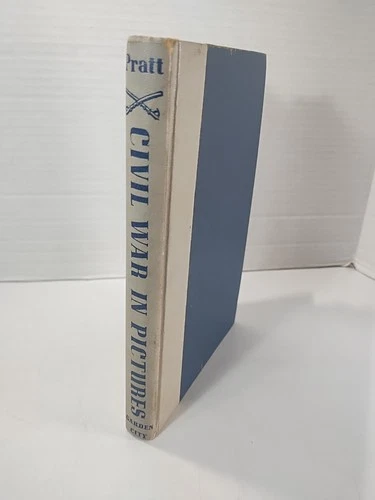 Pratt
CIVIL WAR IN PICTURES
GARDEN
CITY